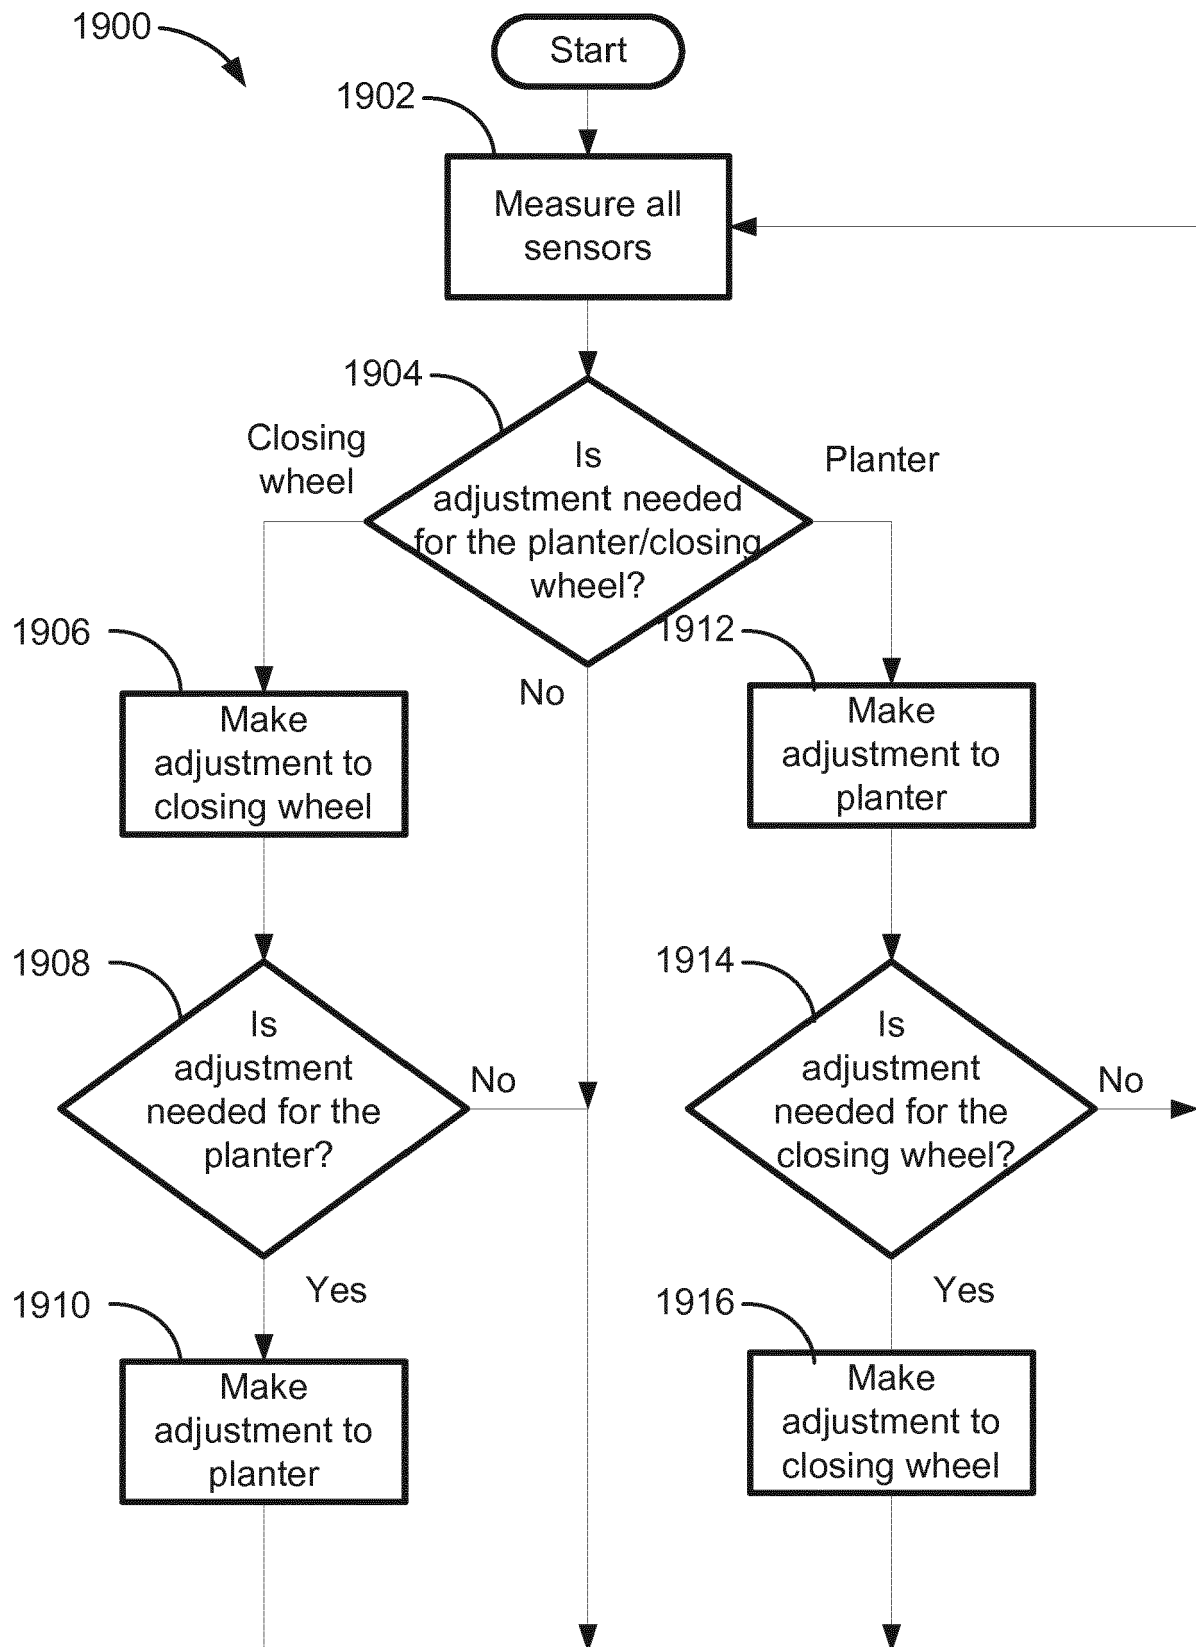 1900
Start
1902
Measure all
sensors
1904
Closing
wheel
Is
adjustment needed
for the planter/closing
wheel?
Planter
1906
No
1912
Make
adjustment to
closing wheel
Make
adjustment to
planter
1908
Is
adjustment
needed for the
planter?
No
1914
Is
adjustment
needed for the
closing wheel?
No
Yes
1910
Make
adjustment to
planter
Yes
1916
Make
adjustment to
closing wheel